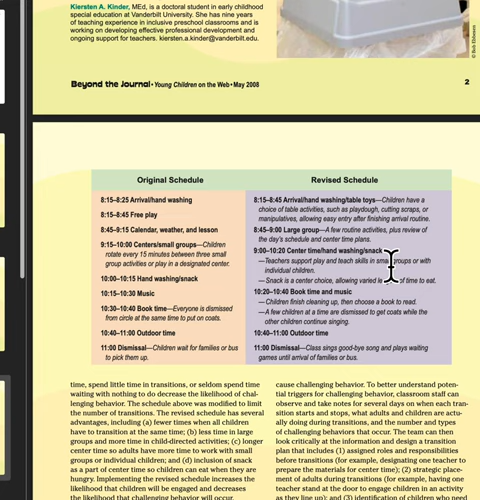 Kiersten A. Kinder, MEd, is a doctoral student in early childhood
special education at Vanderbilt University. She has nine years
of teaching experience in inclusive preschool classrooms and is
working on developing effective professional development and
ongoing support for teachers. kiersten.a.kinder@vanderbilt.edu.
Beyond the Journal • Young Children on the Web • May 2008
2
Original Schedule
8:15–8:25 Arrival/hand washing
8:15–8:45 Free play
8:45–9:15 Calendar, weather, and lesson
9:15–10:00 Centers/small groups—Children
rotate every 15 minutes between three small
group activities or play in a designated center.
10:00–10:15 Hand washing/snack
10:15–10:30 Music
10:30–10:40 Book time—Everyone is dismissed
from circle at the same time to put on coats.
10:40–11:00 Outdoor time
11:00 Dismissal—Children wait for families or bus
to pick them up.
Revised Schedule
8:15–8:45 Arrival/hand washing/table toys—Children have a
choice of table activities, such as playdough, cutting scraps, or
manipulatives, allowing easy entry after finishing arrival routine.
8:45–9:00 Large group—A few routine activities, plus review of
the day's schedule and center time plans.
9:00–10:20 Center time/hand washing/snack
—Teachers support play and teach skills in small groups or with
individual children.
—Snack is a center choice, allowing varied of time to eat.
10:20–10:40 Book time and music
—Children finish cleaning up, then choose a book to read.
—A few children at a time are dismissed to get coats while the
other children continue singing.
10:40–11:00 Outdoor time
11:00 Dismissal—Class sings good-bye song and plays waiting
games until arrival of families or bus.
time, spend little time in transitions, or seldom spend time
waiting with nothing to do decrease the likelihood of chal-
lenging behavior. The schedule above was modified to limit
the number of transitions. The revised schedule has several
advantages, including (a) fewer times when all children
have to transition at the same time; (b) less time in large
groups and more time in child-directed activities; (c) longer
center time so adults have more time to work with small
groups or individual children; and (d) inclusion of snack
as a part of center time so children can eat when they are
hungry. Implementing the revised schedule increases the
likelihood that children will be engaged and decreases
the likelihood that children will have challenging
cause challenging behavior. To better understand poten-
tial triggers for challenging behavior, classroom staff can
observe and take notes for several days on when each tran-
sition starts and stops, what adults and children are actu-
ally doing during transitions, and the number and types
of challenging behaviors that occur. The team can then
look critically at the information and design a transition
plan that includes (1) assigned roles and responsibilities
before transitions (for example, designating one teacher to
prepare the materials for center time); (2) strategic place-
ment of adults during transitions (for example, having one
teacher stand at the door to engage children in an activity
as they line up); and (3) identification of children who need